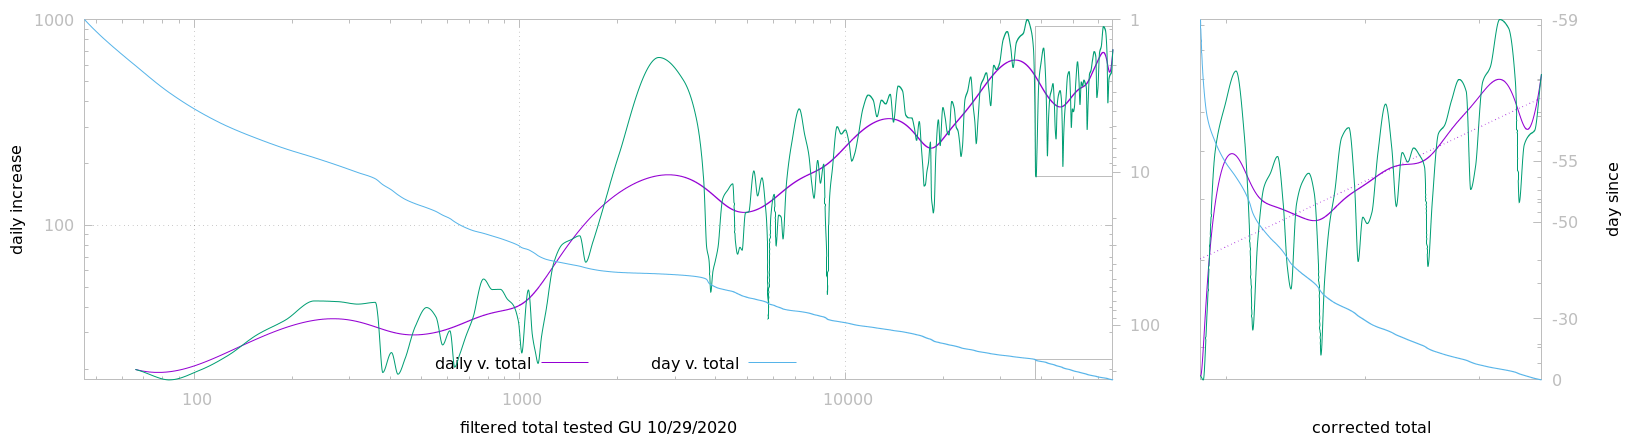 1000
100
daily increase
1
10
100
100
1000
10000
daily v. total
day v. total
filtered total tested GU 10/29/2020
-59
-55
-50
-30
0
day since
corrected total